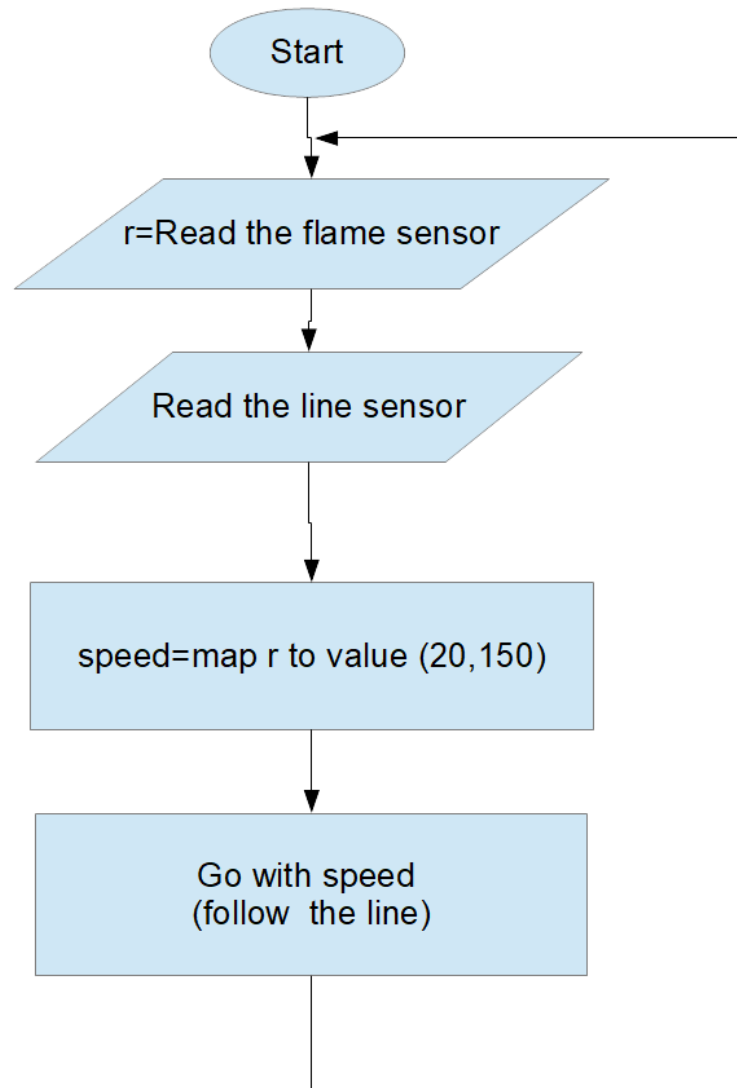 Start
r=Read the flame sensor
Read the line sensor
speed=map r to value (20,150)
Go with speed
(follow  the line)